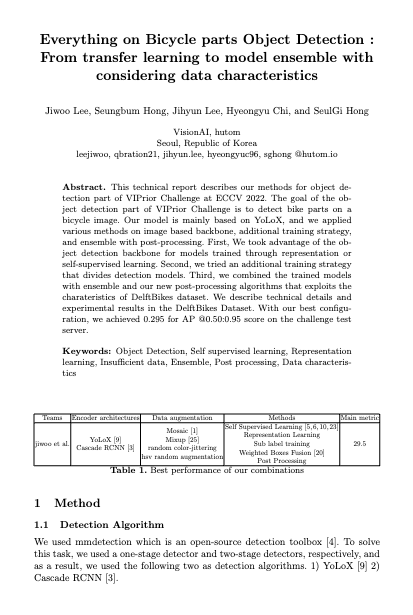 Everything on Bicycle parts Object Detection :
From transfer learning to model ensemble with
considering data characteristics
Jiwoo Lee, Seungbum Hong, Jihyun Lee, Hyeongyu Chi, and SeulGi Hong
VisionAI, hutom
Seoul, Republic of Korea
leejiwoo, qbration21, jihyun.lee, hyeongyuc96, sghong @hutom.io
Abstract. This technical report describes our methods for object de-
tection part of VIPrior Challenge at ECCV 2022. The goal of the
object detection part of VIPrior Challenge is to detect bike parts on a
bicycle image. Our model is mainly based on YoLoX, and we applied
various methods on image based backbone, additional training strategy,
and ensemble with post-processing. First, We took advantage of the ob-
ject detection backbone for models trained through representation or
self-supervised learning. Second, we tried an additional training strategy
that divides detection models. Third, we combined the trained models
with ensemble and our new post-processing algorithms that exploits the
charateristics of DelftBikes dataset. We describe technical details and
experimental results in the DelftBikes Dataset. With our best configu-
ration, we achieved 0.295 for AP @0.50:0.95 score on the challenge test
server.
Keywords: Object Detection, Self supervised learning, Representation
learning, Insufficient data, Ensemble, Post processing, Data characteris-
tics
Teams Encoder architectures Data augmentation Methods Main metric
jiwoo et al. YoLoX [9] Cascade RCNN [3] Mosaic [1] Mixup [25] random color-jittering hsv random augmentation Self Supervised Learning [5,6,10,23] Representation Learning Sub label training Weighted Boxes Fusion [20] Post Processing 29.5
Table 1. Best performance of our combinations
1 Method
1.1 Detection Algorithm
We used mmdetection which is an open-source detection toolbox [4]. To solve
this task, we used a one-stage detector and two-stage detectors, respectively, and
as a result, we used the following two as detection algorithms. 1) YoLoX [9] 2)
Cascade RCNN [3].